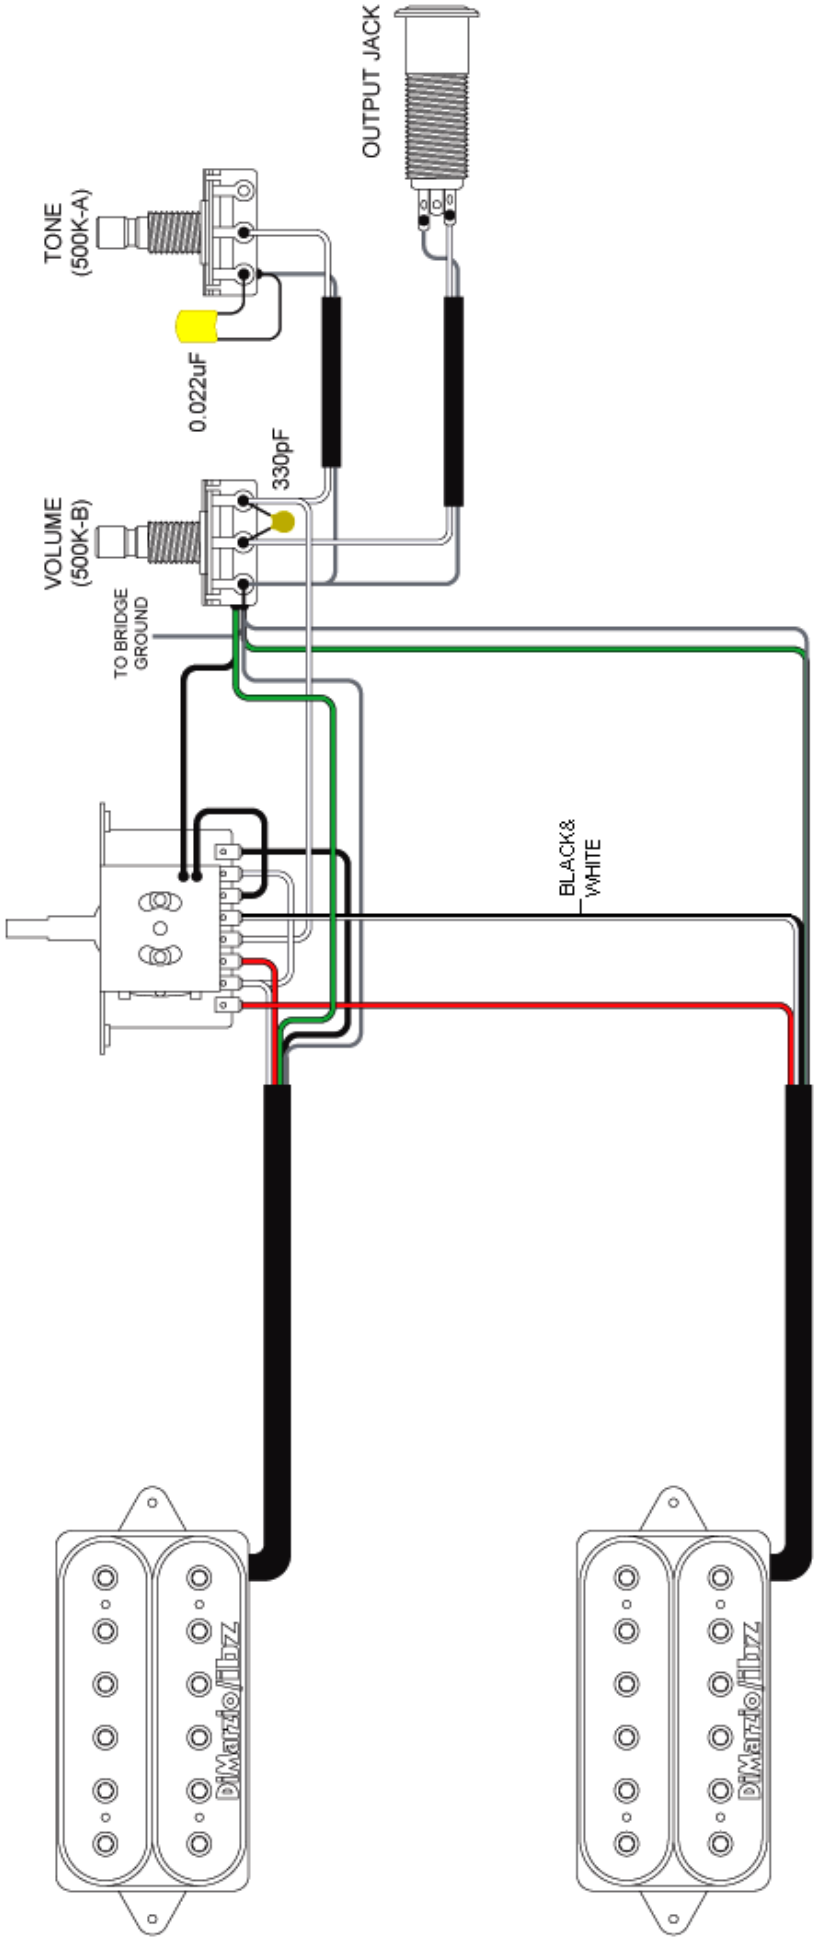 OUTPUT JACK
TONE
(500K-A)
0.022uF
VOLUME
(500K-B)
330pF
TO BRIDGE
GROUND
BLACK&
WHITE
DiMarzio/ibz
DiMarzio/ibz